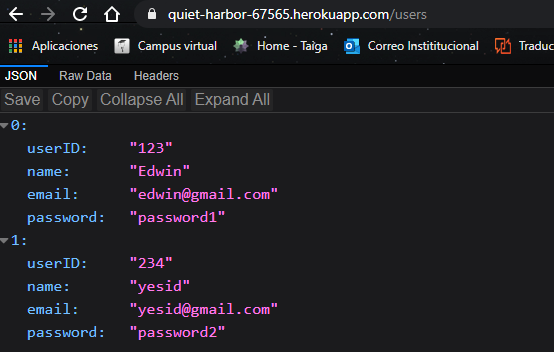 quiet-harbor-67565.herokuapp.com/users
Aplicaciones Campus virtual Home - Taiga Correo Instititucional Traduc
JSON Raw Data Headers
Save Copy Collapse All Expand All
0:
userID: "123"
name: "Edwin"
email: "edwin@gmail.com"
password: "password1"
1:
userID: "234"
name: "yesid"
email: "yesid@gmail.com"
password: "password2"